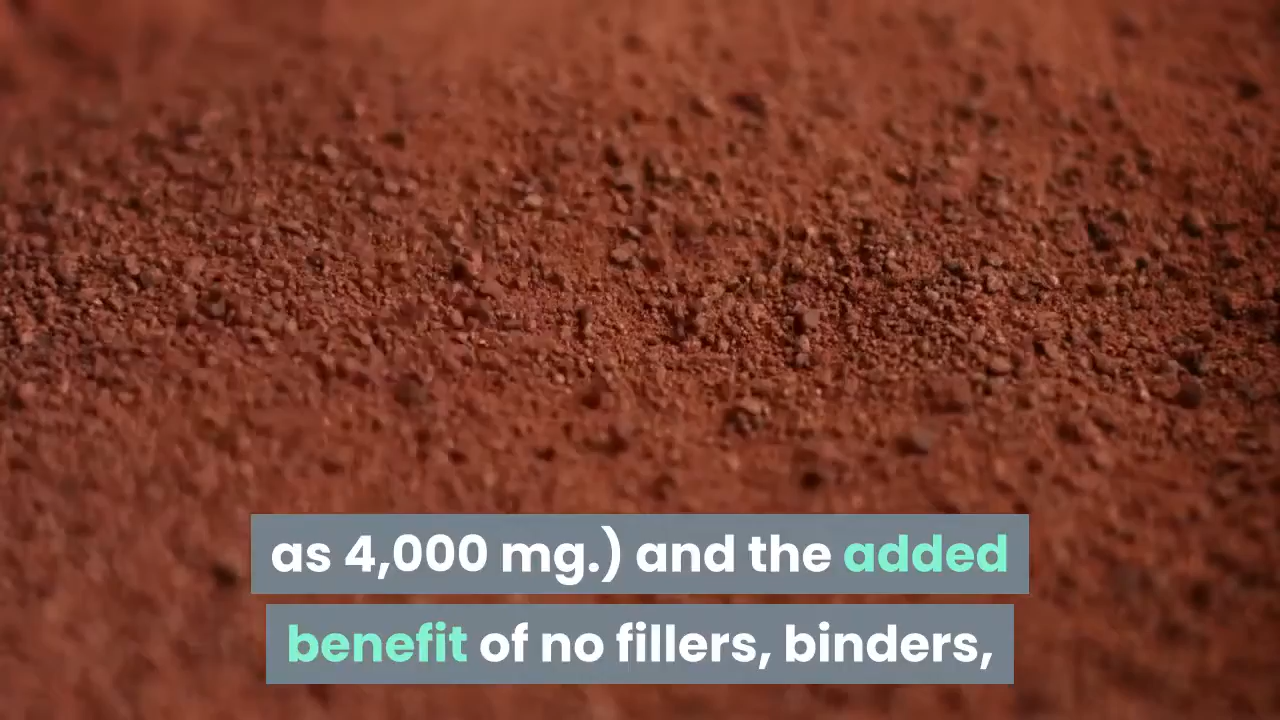 as 4,000 mg.) and the added
benefit of no fillers, binders,